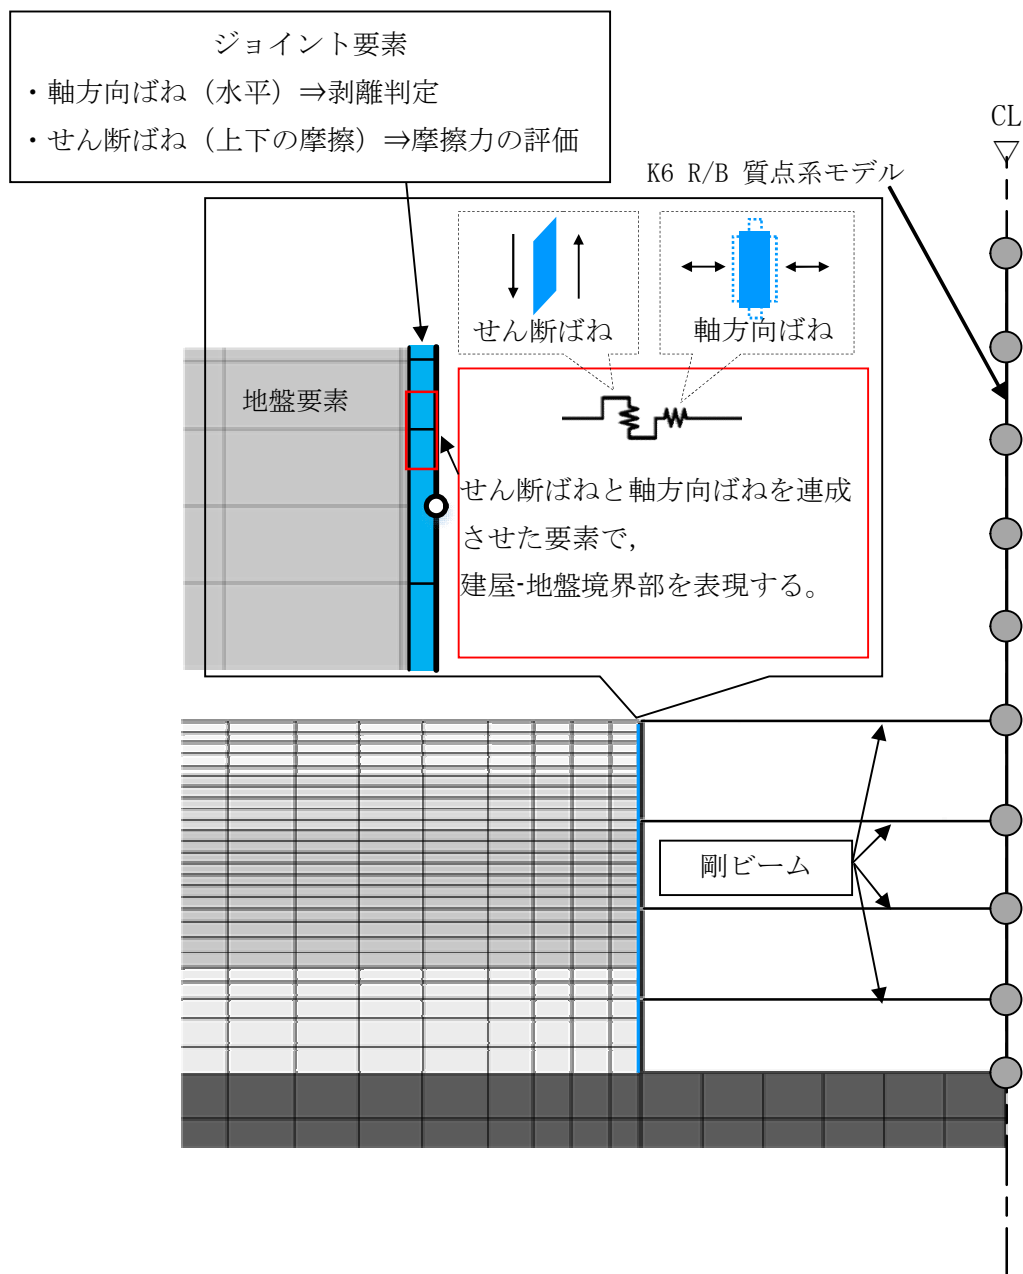 ジョイント要素
・軸方向ばね（水平）⇒剥離判定
・せん断ばね（上下の摩擦）⇒摩擦力の評価
CL
K6 R/B 質点系モデル
せん断ばね
軸方向ばね
地盤要素
せん断ばねと軸方向ばねを連成
させた要素で，
建屋-地盤境界部を表現する。
剛ビーム